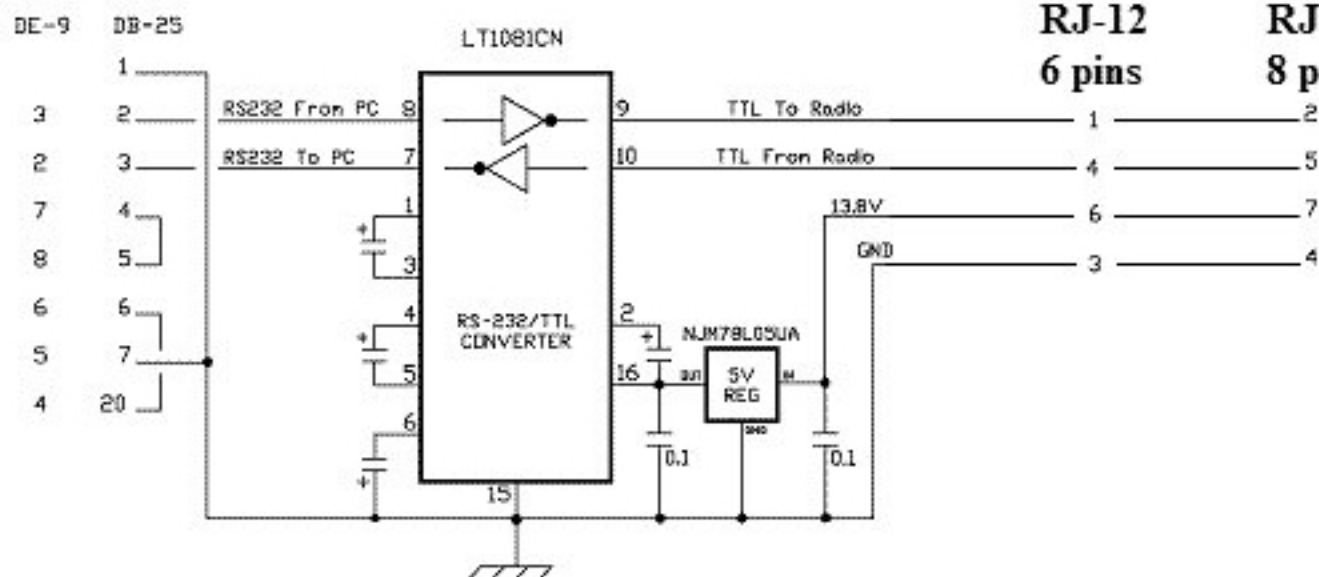 DE-9 DB-25 LT1081CN RJ-12 RJ
6 pins 8 p
1
3 2 RS232 From PC 8 9 TTL To Radio 1 2
2 3 RS232 To PC 7 10 TTL From Radio 4 5
7 4 1 13.8V 6 7
+
8 5 3 GND 3 4
6 6 4 RS-232/TTL 2 NJM78L05UA
+ CONVERTER +
5 7 5 16 OUT 5V IN
REG
4 20 6 GND
+ 0.1 0.1
15